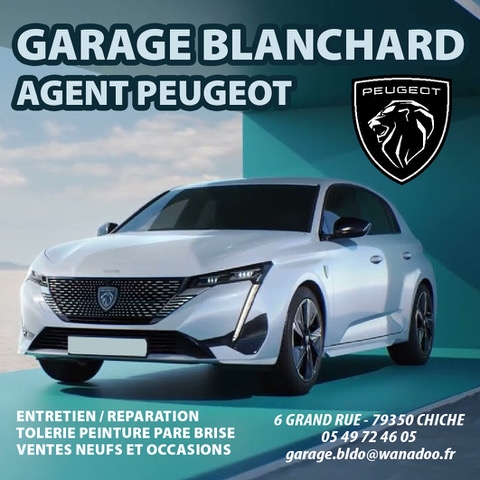 GARAGE BLANCHARD
AGENT PEUGEOT
PEUGEOT
ENTRETIEN / REPARATION
TOLERIE PEINTURE PARE BRISE
VENTES NEUFS ET OCCASIONS
6 GRAND RUE - 79350 CHICHE
05 49 72 46 05
garage.bldo@wanadoo.fr